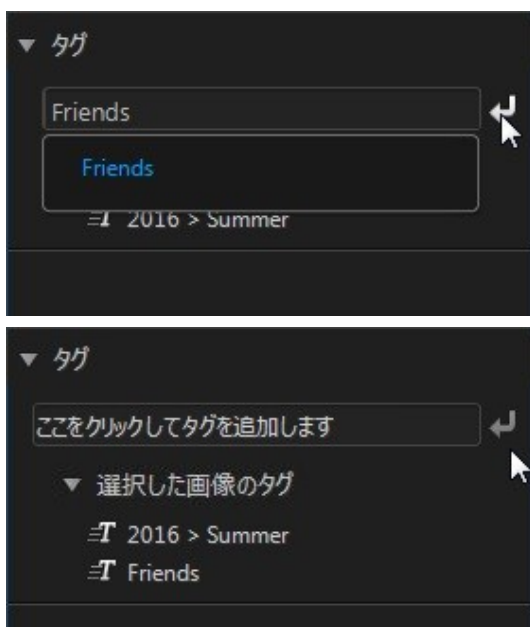 タグ
Friends
Friends
2016 > Summer
タグ
ここをクリックしてタグを追加します
選択した画像のタグ
2016 > Summer
Friends